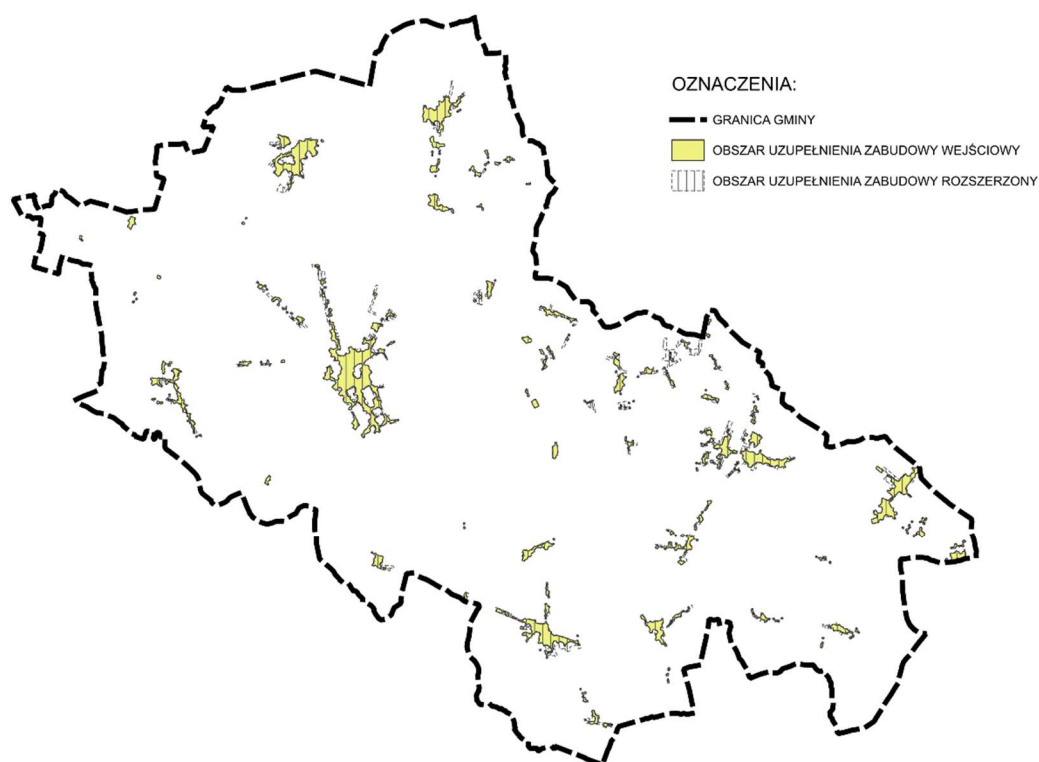 OZNACZENIA:
GRANICA GMINY
OBSZAR UZUPEŁNIENIA ZABUDOWY WEJŚCIOWY
OBSZAR UZUPEŁNIENIA ZABUDOWY ROZSZERZONY